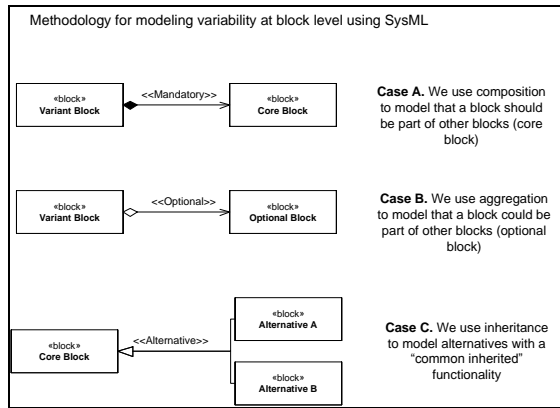 Methodology for modeling variability at block level using SysML
«block»
Variant Block
<<Mandatory>>
«block»
Core Block
Case A. We use composition
to model that a block should
be part of other blocks (core
block)
«block»
Variant Block
<<Optional>>
«block»
Optional Block
Case B. We use aggregation
to model that a block could be
part of other blocks (optional
block)
«block»
Core Block
<<Alternative>>
«block»
Alternative A
«block»
Alternative B
Case C. We use inheritance
to model alternatives with a
“common inherited”
functionality